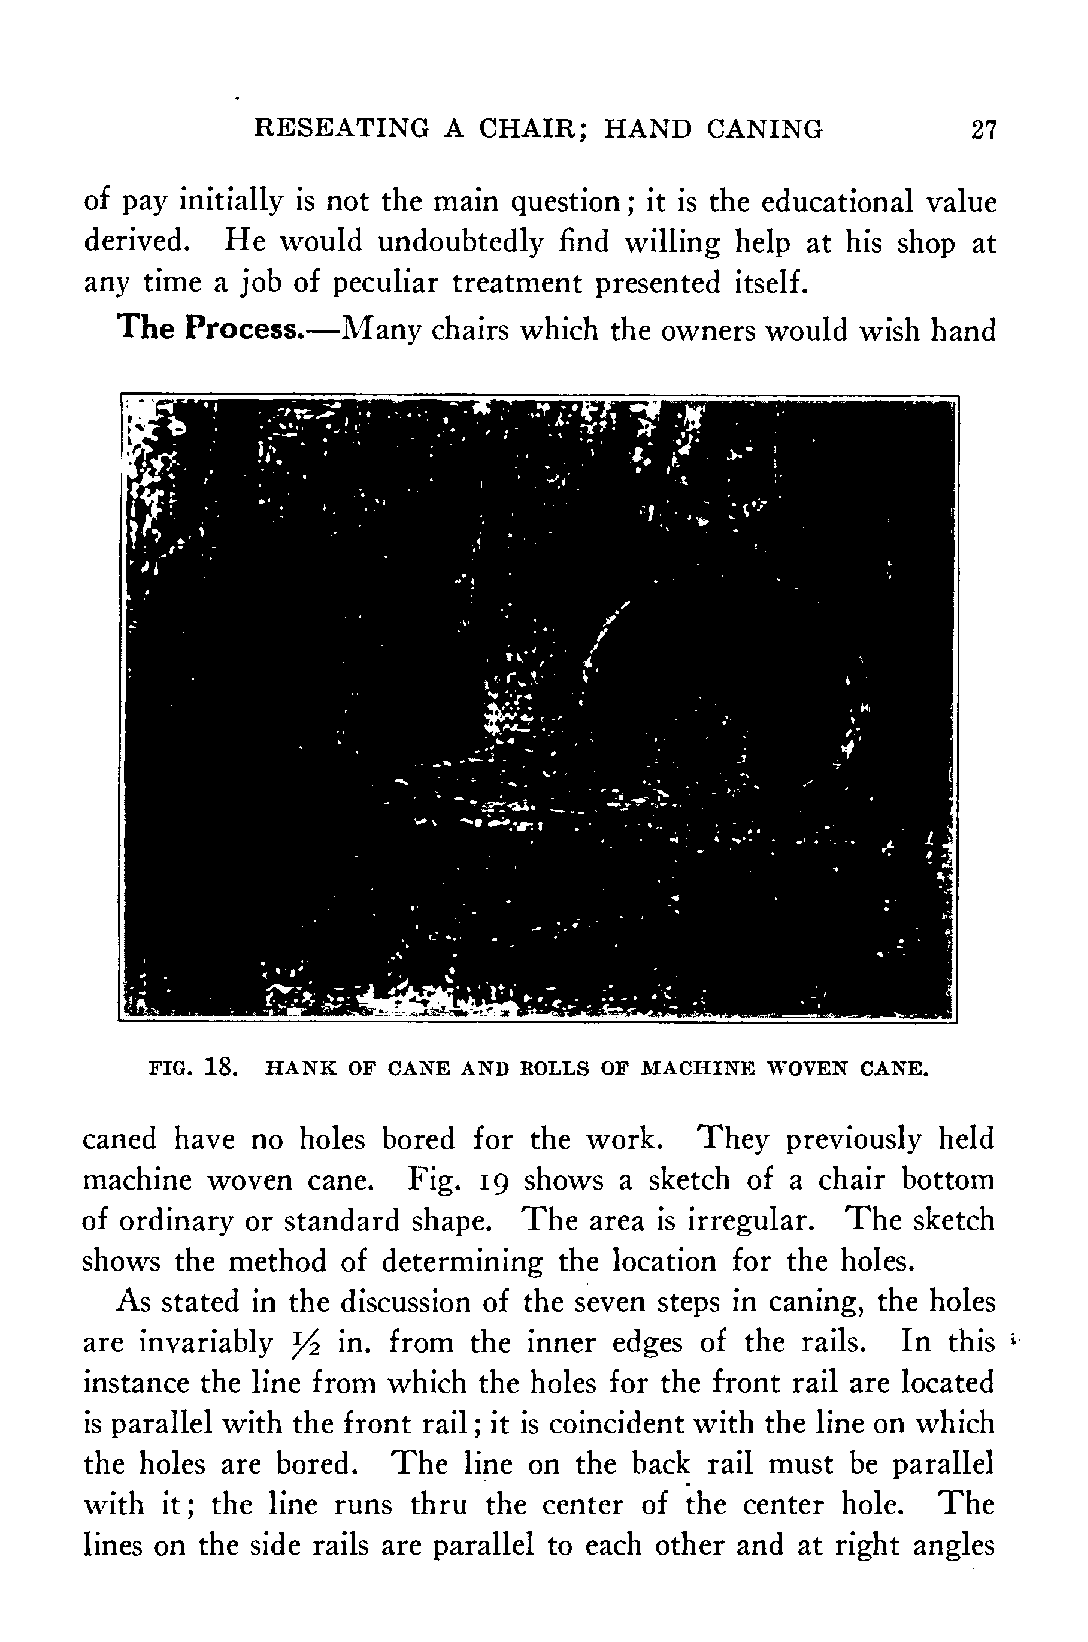 RESEATING A CHAIR; HAND CANING 27
of pay initially is not the main question; it is the educational value
derived. He would undoubtedly find willing help at his shop at
any time a job of peculiar treatment presented itself.
The Process.—Many chairs which the owners would wish hand
FIG. 18. HANK OF CANE AND ROLLS OF MACHINE WOVEN CANE.
caned have no holes bored for the work. They previously held
machine woven cane. Fig. 19 shows a sketch of a chair bottom
of ordinary or standard shape. The area is irregular. The sketch
shows the method of determining the location for the holes.
As stated in the discussion of the seven steps in caning, the holes
are invariably ½ in. from the inner edges of the rails. In this
instance the line from which the holes for the front rail are located
is parallel with the front rail; it is coincident with the line on which
the holes are bored. The line on the back rail must be parallel
with it; the line runs thru the center of the center hole. The
lines on the side rails are parallel to each other and at right angles